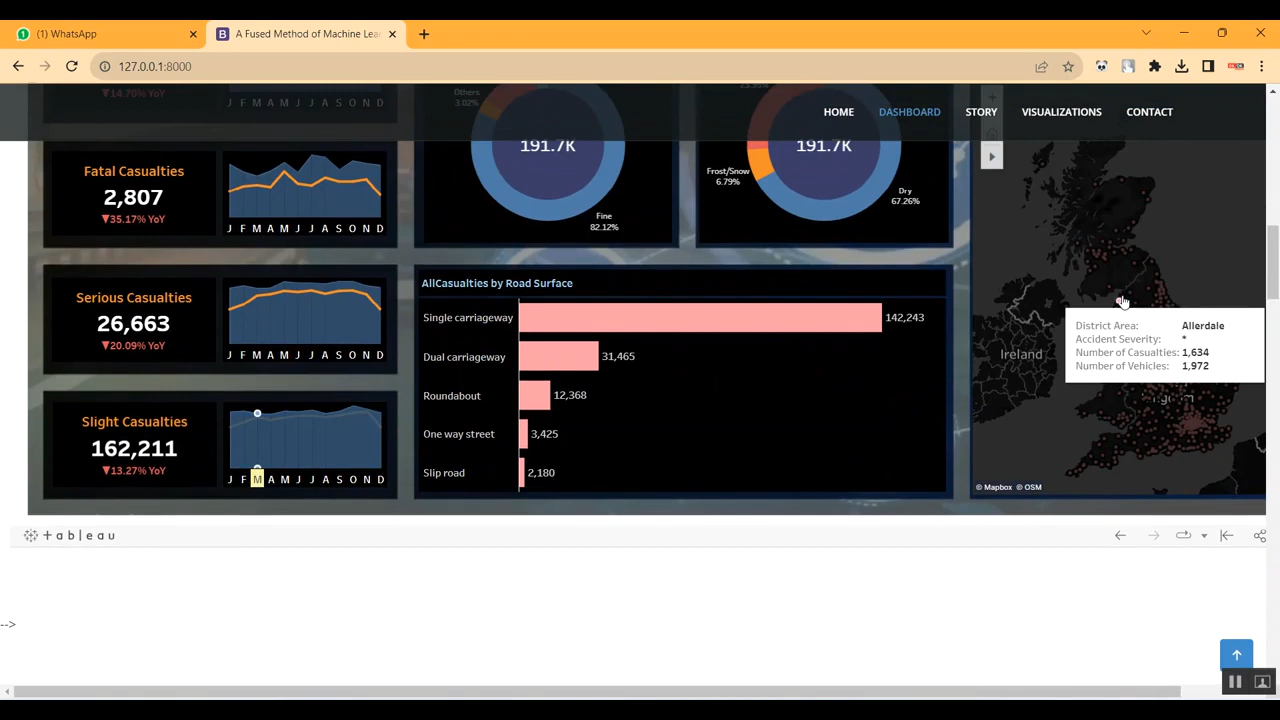 (1) WhatsApp
A Fused Method of Machine Lea
127.0.0.1:8000
HOME DASHBOARD STORY VISUALIZATIONS CONTACT
▼14.70% YoY
J F M A M J J A S O N D
Others
3.02%
191.7K
191.7K
Fine
82.12%
Frost/Snow
6.79%
Dry
67.26%
Fatal Casualties
2,807
▼35.17% YoY
J F M A M J J A S O N D
Serious Casualties
26,663
▼20.09% YoY
J F M A M J J A S O N D
Slight Casualties
162,211
▼13.27% YoY
J F M A M J J A S O N D
AllCasualties by Road Surface
Single carriageway 142,243
Dual carriageway 31,465
Roundabout 12,368
One way street 3,425
Slip road 2,180
Ireland
District Area: Allerdale
Accident Severity: *
Number of Casualties: 1,634
Number of Vehicles: 1,972
© Mapbox © OSM
+ a b l e a u
-->